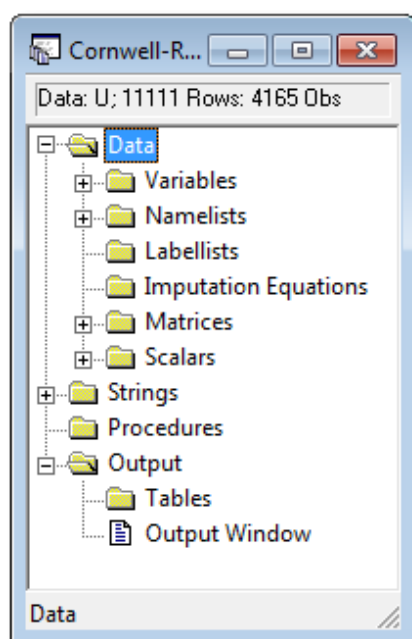 Cornwell-R...
Data: U; 11111 Rows: 4165 Obs
Data
Variables
Namelists
Labellists
Imputation Equations
Matrices
Scalars
Strings
Procedures
Output
Tables
Output Window
Data